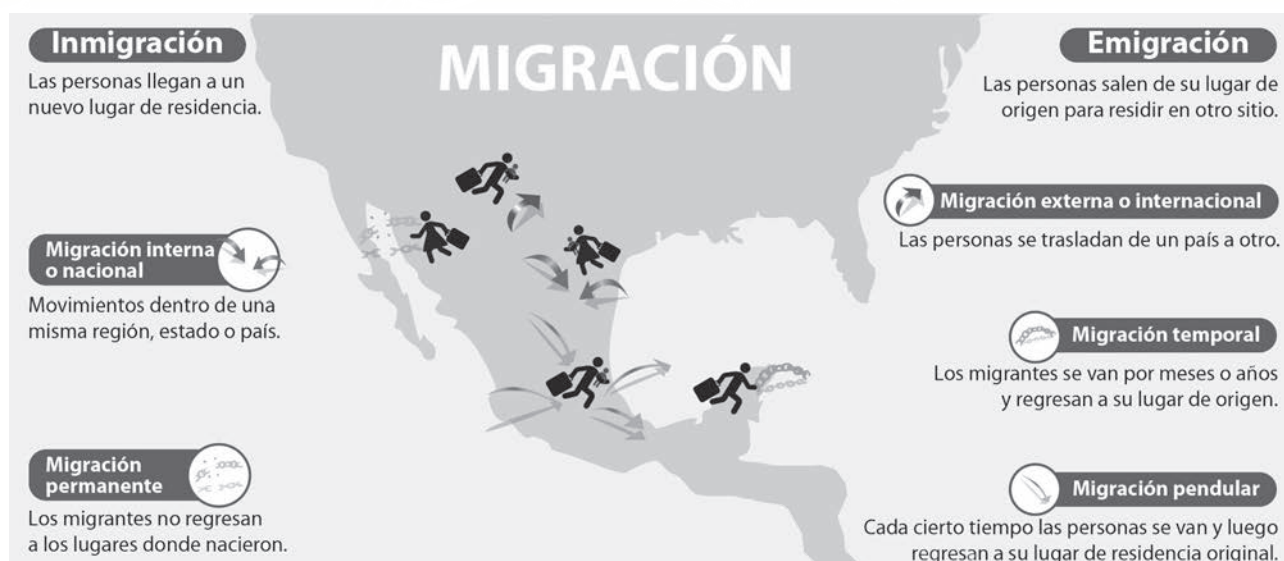 MIGRACIÓN
Inmigración
Las personas llegan a un
nuevo lugar de residencia.
Migración interna
o nacional
Movimientos dentro de una
misma región, estado o país.
Migración
permanente
Los migrantes no regresan
a los lugares donde nacieron.
Emigración
Las personas salen de su lugar de
origen para residir en otro sitio.
Migración externa o internacional
Las personas se trasladan de un país a otro.
Migración temporal
Los migrantes se van por meses o años
y regresan a su lugar de origen.
Migración pendular
Cada cierto tiempo las personas se van y luego
regresan a su lugar de residencia original.